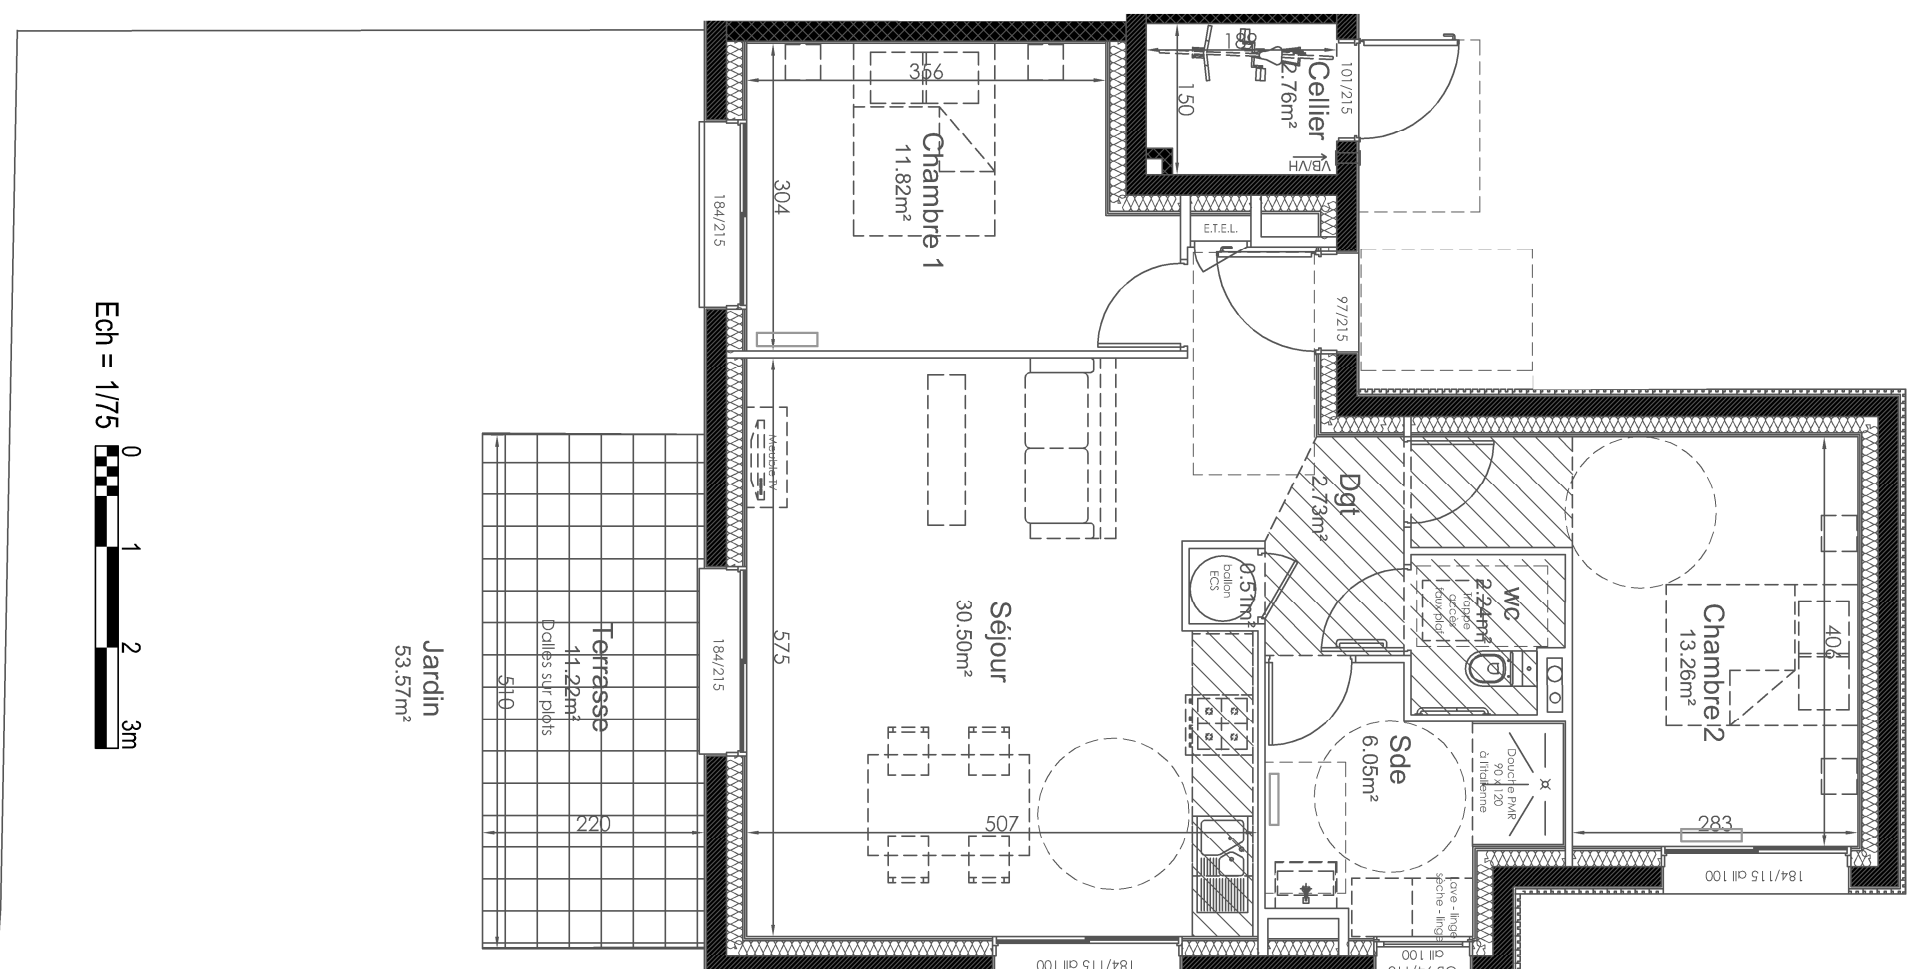 Ech = 1/75
0
1
2
3m
Jardin
53.57m²
Terrasse
11.22m²
Dalles sur plots
510
220
184/215
184/215
Chambre 1
11.82m²
356
304
Cellier
2.76m²
150
101/215
VB/VH
E.T.E.L.
97/215
Séjour
30.50m²
575
507
Meuble TV
ballon
ECS
0.51m²
Dgt
2.73m²
wc
2.24m²
Trappe
accès
Sde
6.05m²
Douche PMR
90 x 120
à l'italienne
lave - linge
sèche - linge
Chambre 2
13.26m²
406
283
184/115 all 100
184/115 all 100
all 100